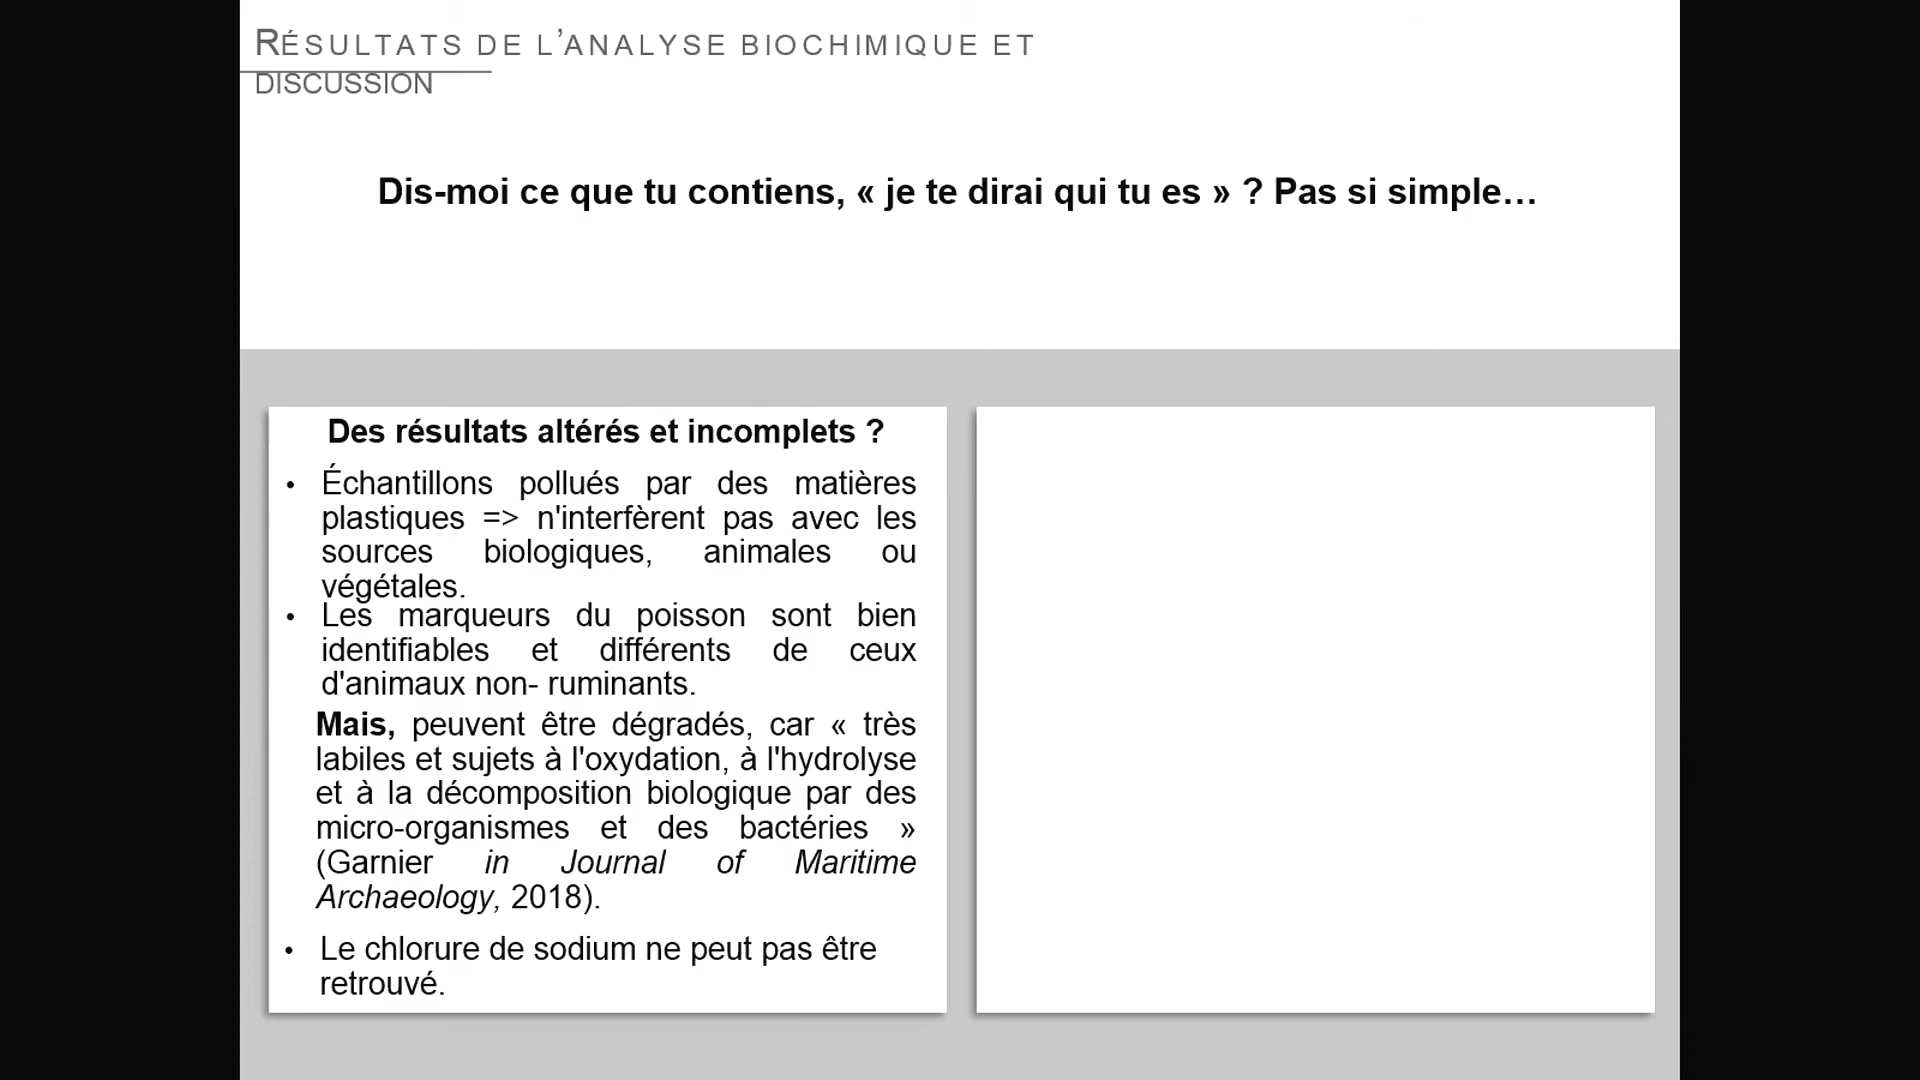 RÉSULTATS DE L’ANALYSE BIOCHIMIQUE ET
DISCUSSION
Dis-moi ce que tu contiens, « je te dirai qui tu es » ? Pas si simple…
Des résultats altérés et incomplets ?
• Échantillons pollués par des matières
plastiques => n'interfèrent pas avec les
sources biologiques, animales ou
végétales.
• Les marqueurs du poisson sont bien
identifiables et différents de ceux
d'animaux non- ruminants.
Mais, peuvent être dégradés, car « très
labiles et sujets à l'oxydation, à l'hydrolyse
et à la décomposition biologique par des
micro-organismes et des bactéries »
(Garnier in Journal of Maritime
Archaeology, 2018).
• Le chlorure de sodium ne peut pas être
retrouvé.